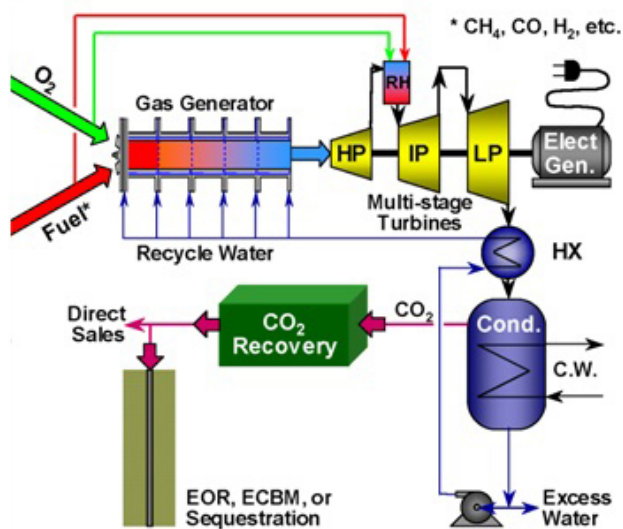 * CH₄, CO, H₂, etc.
O₂
Gas Generator
RH
HP
IP
LP
Elect
Gen.
Fuel*
Multi-stage
Turbines
Recycle Water
HX
Direct
Sales
CO₂
Recovery
CO₂
Cond.
C.W.
EOR, ECBM, or
Sequestration
Excess
Water